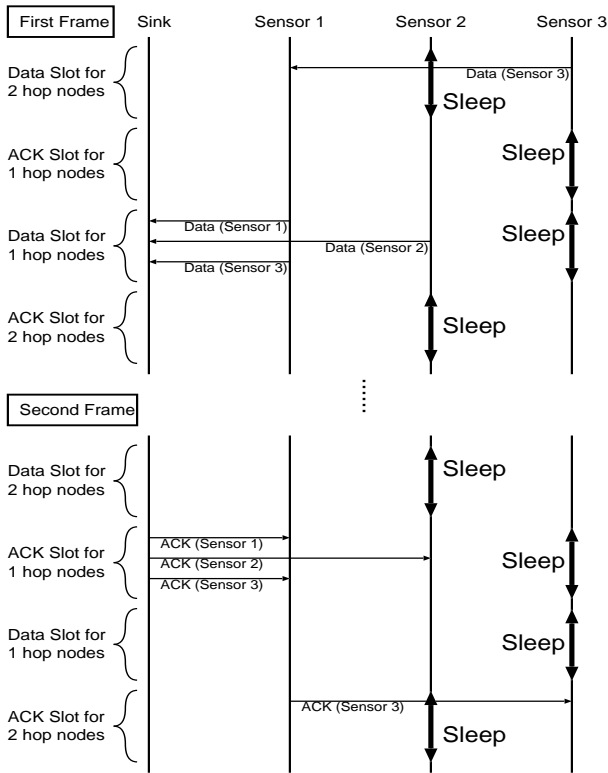 First Frame
Sink
Sensor 1
Sensor 2
Sensor 3
Data Slot for
2 hop nodes
Data (Sensor 3)
Sleep
ACK Slot for
1 hop nodes
Sleep
Data Slot for
1 hop nodes
Data (Sensor 1)
Data (Sensor 2)
Data (Sensor 3)
Sleep
ACK Slot for
2 hop nodes
Sleep
Second Frame
Data Slot for
2 hop nodes
Sleep
ACK Slot for
1 hop nodes
ACK (Sensor 1)
ACK (Sensor 2)
ACK (Sensor 3)
Sleep
Data Slot for
1 hop nodes
Sleep
ACK Slot for
2 hop nodes
ACK (Sensor 3)
Sleep